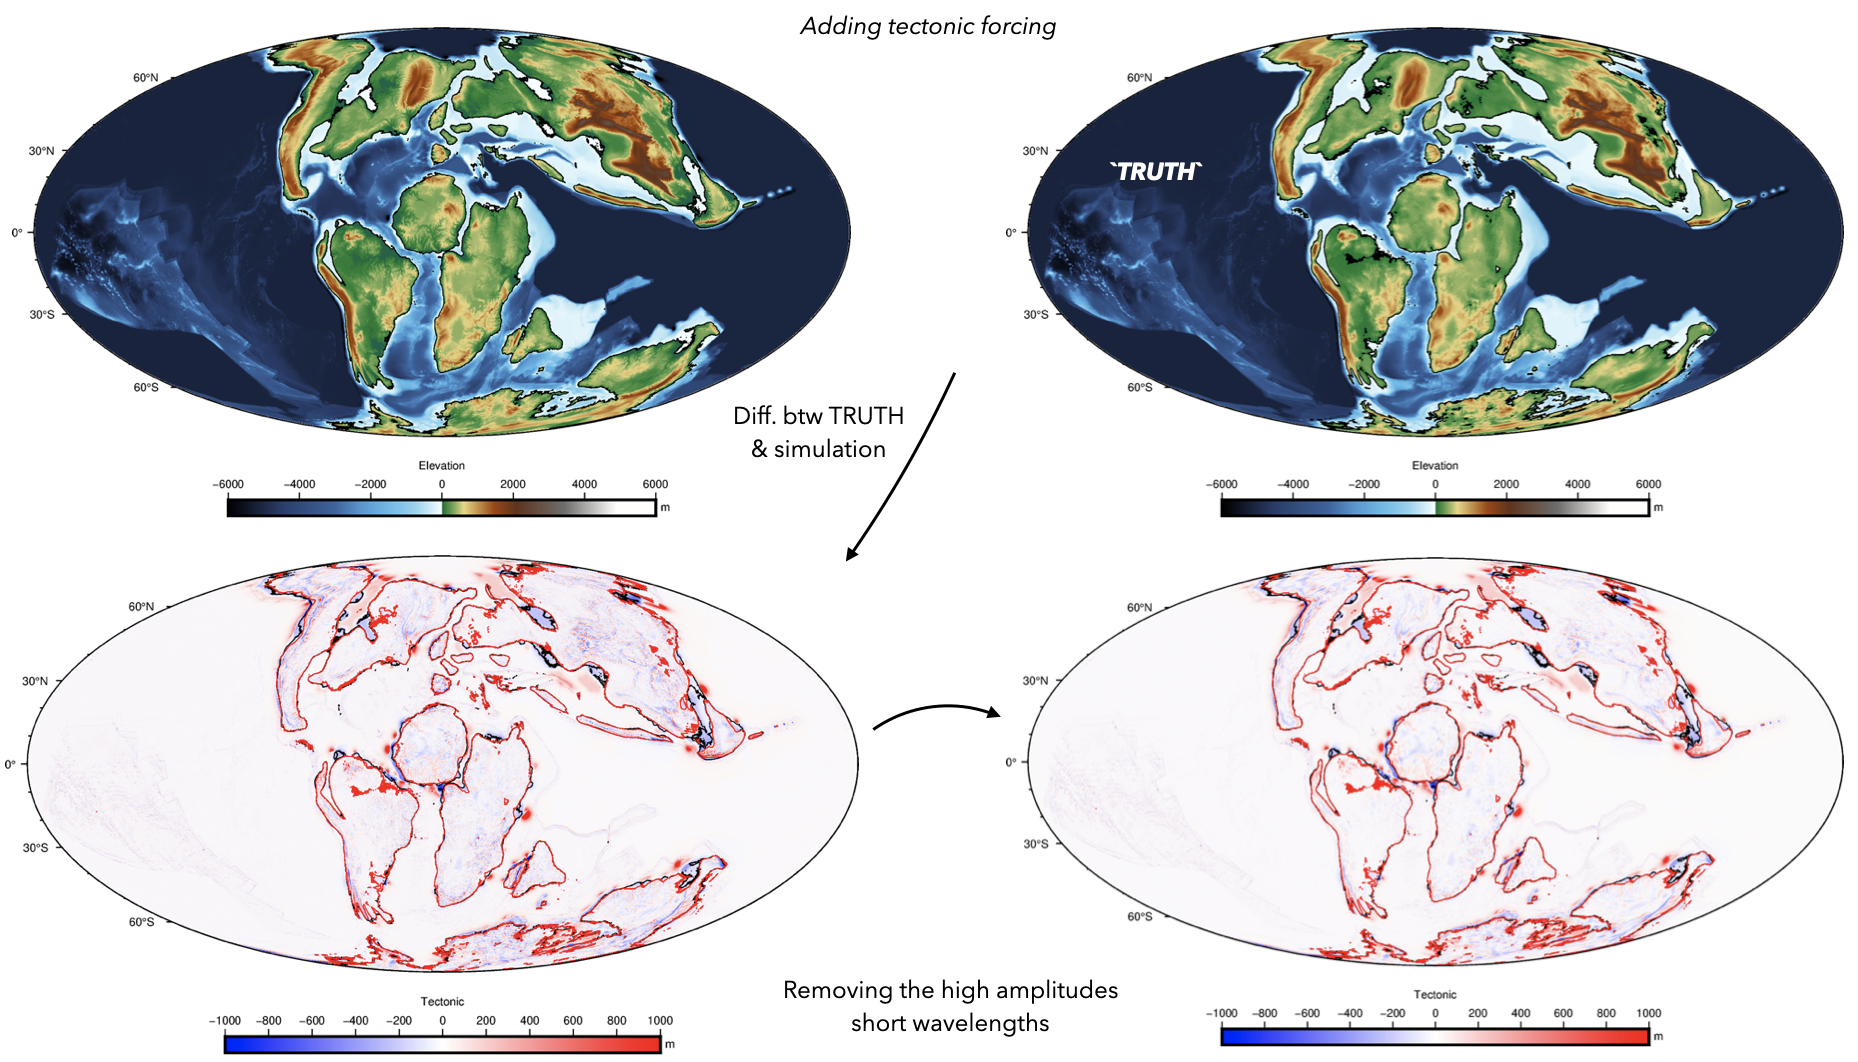 Adding tectonic forcing
60°N
30°N
0°
30°S
60°S
Elevation
−6000 −4000 −2000 0 2000 4000 6000
m
60°N
30°N
0°
30°S
60°S
`TRUTH`
Elevation
−6000 −4000 −2000 0 2000 4000 6000
m
Diff. btw TRUTH
& simulation
60°N
30°N
0°
30°S
60°S
Tectonic
−1000 −800 −600 −400 −200 0 200 400 600 800 1000
m
60°N
30°N
0°
30°S
60°S
Tectonic
−1000 −800 −600 −400 −200 0 200 400 600 800 1000
m
Removing the high amplitudes
short wavelengths